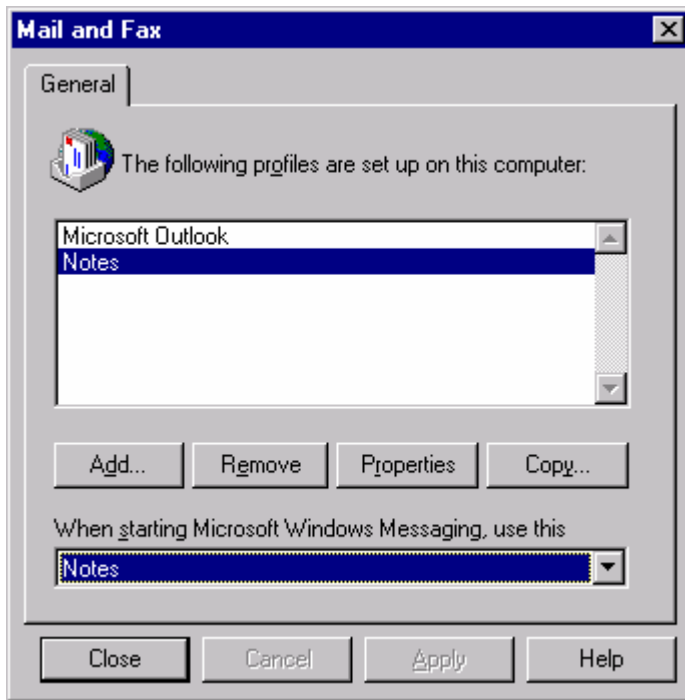 Mail and Fax
General
The following profiles are set up on this computer:
Microsoft Outlook
Notes
Add...
Remove
Properties
Copy...
When starting Microsoft Windows Messaging, use this
Notes
Close
Cancel
Apply
Help